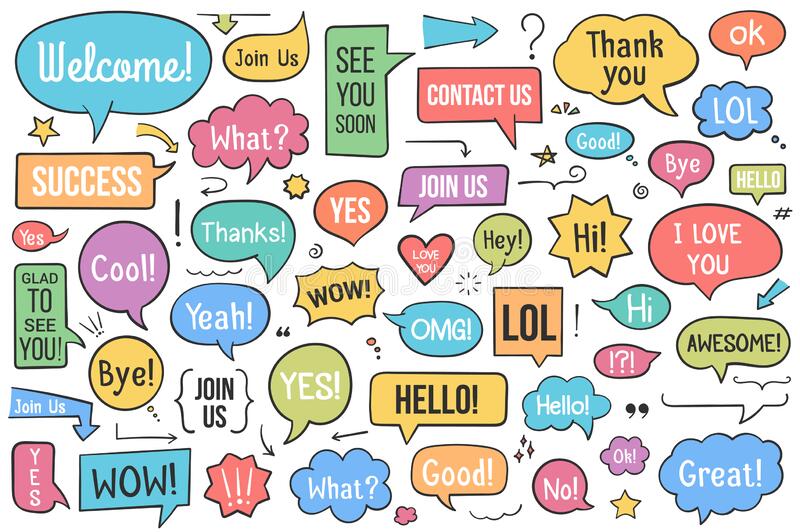 Welcome!
Join Us
SEE
YOU
SOON
?
Thank
you
ok
CONTACT US
LOL
What?
Good!
Bye
HELLO
SUCCESS
JOIN US
YES
#
Yes
Cool!
Thanks!
!
LOVE
YOU
Hey!
Hi!
I LOVE
YOU
GLAD
TO
SEE
YOU!
!!!
Yeah!
WOW!
OMG!
LOL
Hi
!?!
AWESOME!
Bye!
JOIN
US
YES!
HELLO!
Hello!
Join Us
YES
WOW!
!!!
What?
Good!
No!
Ok!
Great!
dreamstime